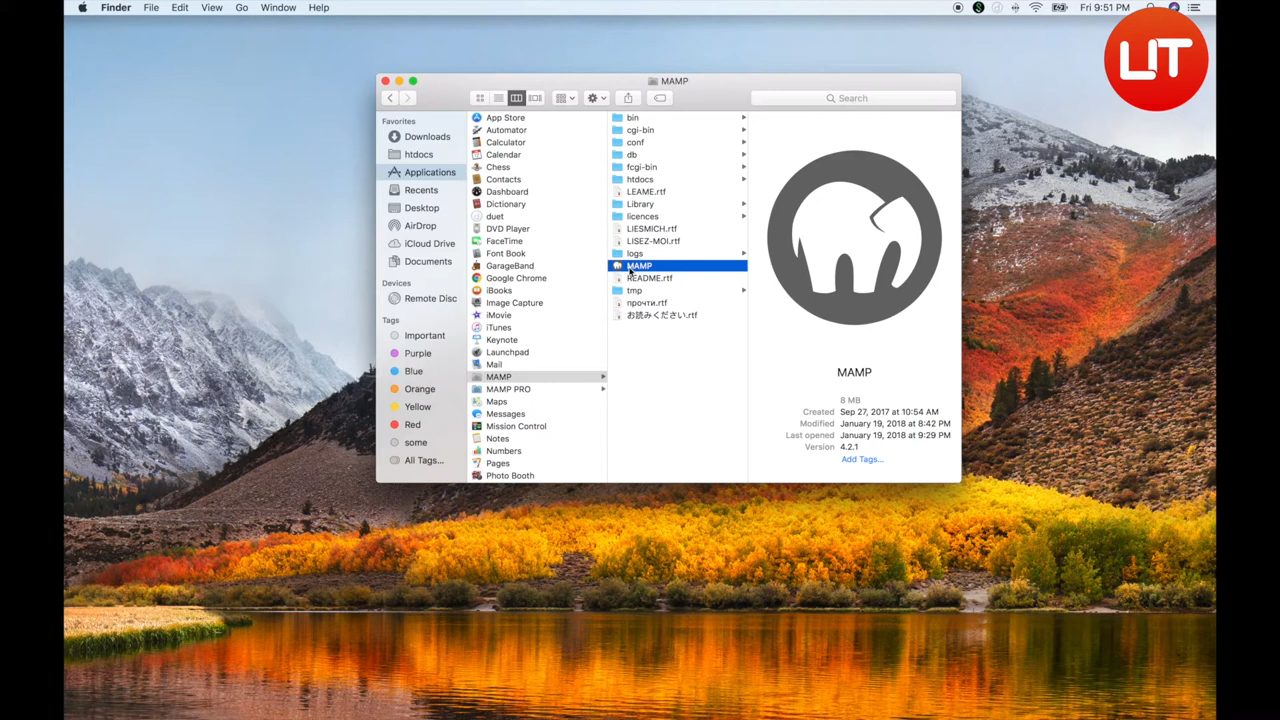 Finder File Edit View Go Window Help
Fri 9:51 PM
LIT
MAMP
Search
Favorites
Downloads
htdocs
Applications
Recents
Desktop
AirDrop
iCloud Drive
Documents
Devices
Remote Disc
Tags
Important
Purple
Blue
Orange
Yellow
Red
some
All Tags...
App Store
Automator
Calculator
Calendar
Chess
Contacts
Dashboard
Dictionary
duet
DVD Player
FaceTime
Font Book
GarageBand
Google Chrome
iBooks
Image Capture
iMovie
iTunes
Keynote
Launchpad
Mail
MAMP
MAMP PRO
Maps
Messages
Mission Control
Notes
Numbers
Pages
Photo Booth
bin
cgi-bin
conf
db
fcgi-bin
htdocs
LEAME.rtf
Library
licences
LIESMICH.rtf
LISEZ-MOI.rtf
logs
MAMP
README.rtf
tmp
прочти.rtf
お読みください.rtf
MAMP
8 MB
Created Sep 27, 2017 at 10:54 AM
Modified January 19, 2018 at 8:42 PM
Last opened January 19, 2018 at 9:29 PM
Version 4.2.1
Add Tags...